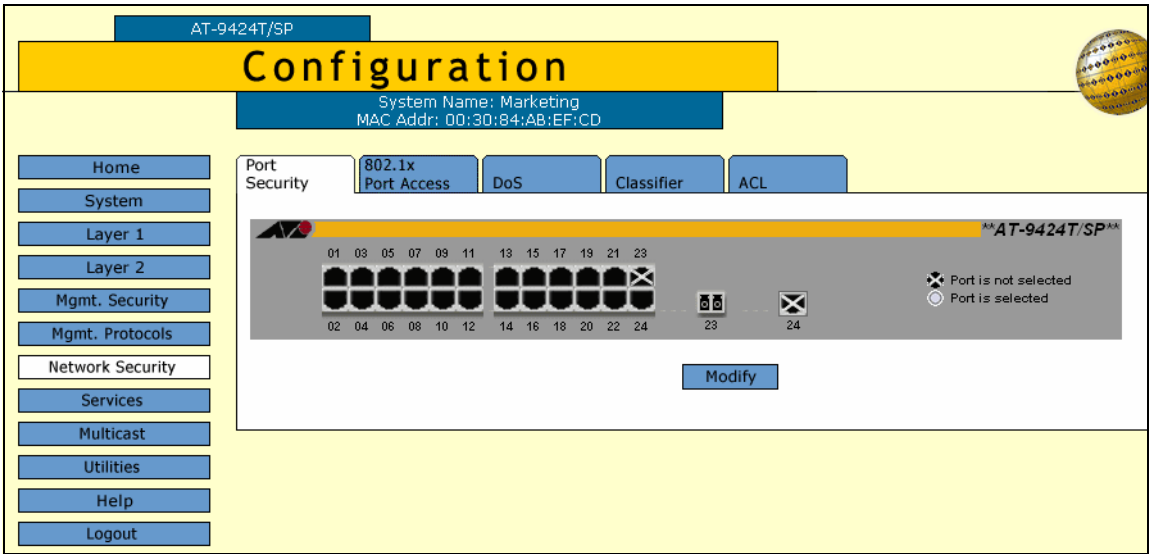 AT-9424T/SP
Configuration
System Name: Marketing
MAC Addr: 00:30:84:AB:EF:CD
Home
System
Layer 1
Layer 2
Mgmt. Security
Mgmt. Protocols
Network Security
Services
Multicast
Utilities
Help
Logout
Port Security
802.1x Port Access
DoS
Classifier
ACL
**AT-9424T/SP**
01 03 05 07 09 11 13 15 17 19 21 23
02 04 06 08 10 12 14 16 18 20 22 24
23
24
Port is not selected
Port is selected
Modify